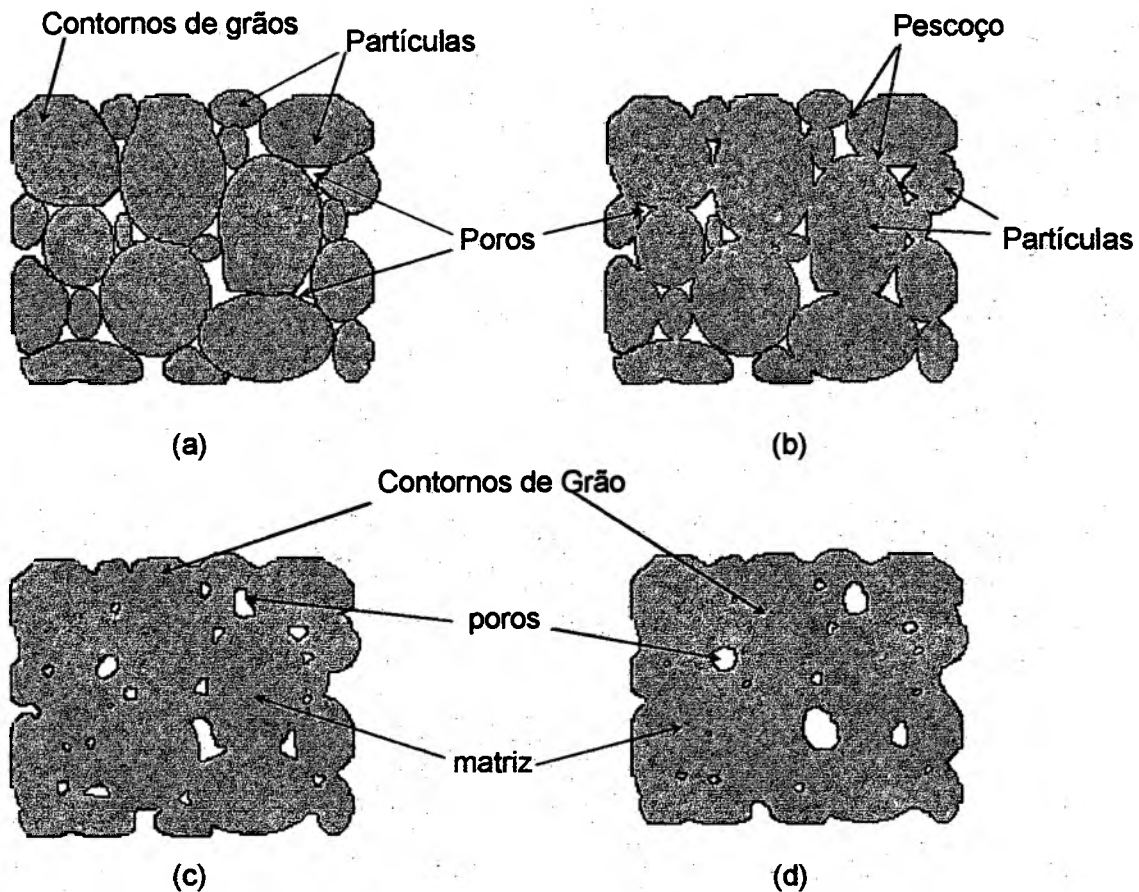 Contornos de grãos
Partículas
Pescoço
Poros
Partículas
(a)
(b)
Contornos de Grão
poros
matriz
(c)
(d)